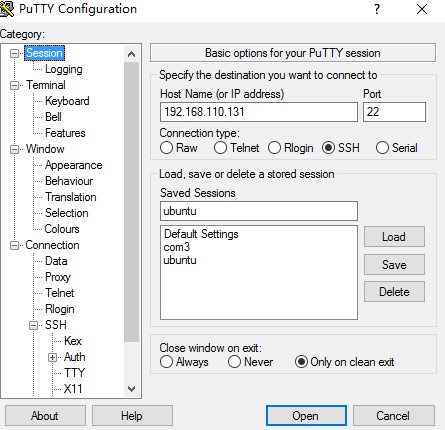 PuTTY Configuration
?
Category:
Session
Logging
Terminal
Keyboard
Bell
Features
Window
Appearance
Behaviour
Translation
Selection
Colours
Connection
Data
Proxy
Telnet
Rlogin
SSH
Kex
Auth
TTY
X11
Basic options for your PuTTY session
Specify the destination you want to connect to
Host Name (or IP address) Port
192.168.110.131 22
Connection type:
Raw Telnet Rlogin SSH Serial
Load, save or delete a stored session
Saved Sessions
ubuntu
Default Settings
com3
ubuntu
Load
Save
Delete
Close window on exit:
Always Never Only on clean exit
About Help Open Cancel